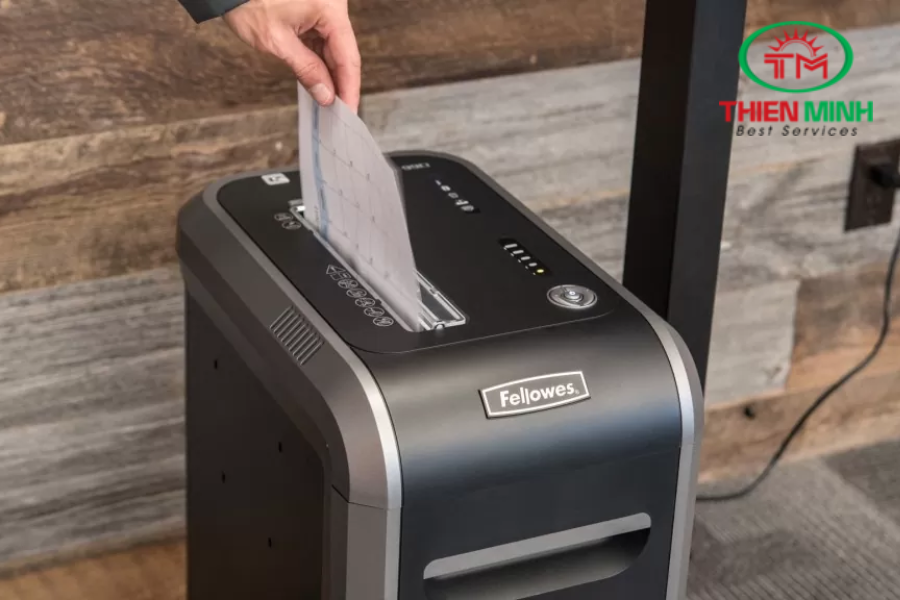 TM
THIEN MINH
Best Services
Fellowes